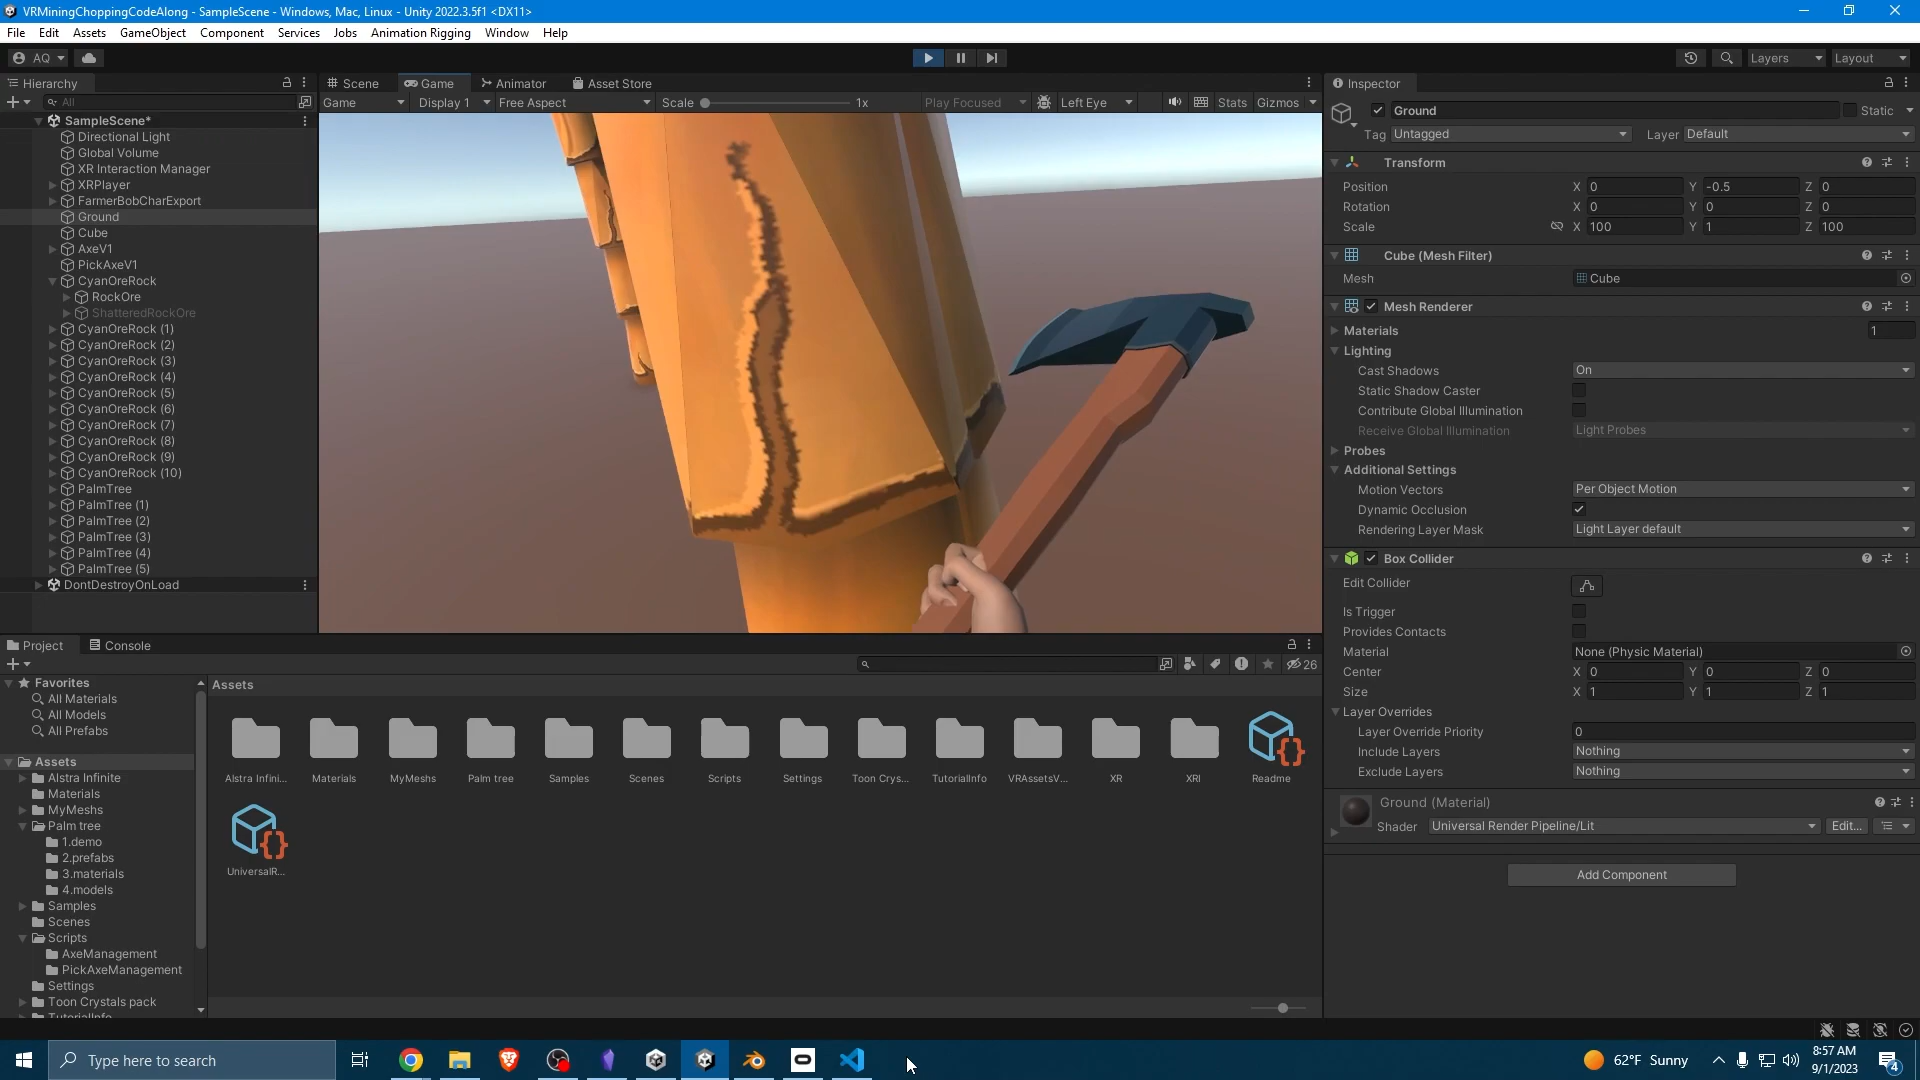 VRMiningChoppingCodeAlong - SampleScene - Windows, Mac, Linux - Unity 2022.3.5f1 <DX11>
File Edit Assets GameObject Component Services Jobs Animation Rigging Window Help
AQ
Layers Layout
Hierarchy
All
SampleScene*
Directional Light
Global Volume
XR Interaction Manager
XRPlayer
FarmerBobCharExport
Ground
Cube
AxeV1
PickAxeV1
CyanOreRock
RockOre
ShatteredRockOre
CyanOreRock (1)
CyanOreRock (2)
CyanOreRock (3)
CyanOreRock (4)
CyanOreRock (5)
CyanOreRock (6)
CyanOreRock (7)
CyanOreRock (8)
CyanOreRock (9)
CyanOreRock (10)
PalmTree
PalmTree (1)
PalmTree (2)
PalmTree (3)
PalmTree (4)
PalmTree (5)
DontDestroyOnLoad
Scene Game Animator Asset Store
Game Display 1 Free Aspect Scale 1x Play Focused Left Eye Stats Gizmos
Inspector
Ground Static
Tag Untagged Layer Default
Transform
Position X 0 Y -0.5 Z 0
Rotation X 0 Y 0 Z 0
Scale X 100 Y 1 Z 100
Cube (Mesh Filter)
Mesh Cube
Mesh Renderer
Materials 1
Lighting
Cast Shadows On
Static Shadow Caster
Contribute Global Illumination
Receive Global Illumination Light Probes
Probes
Additional Settings
Motion Vectors Per Object Motion
Dynamic Occlusion
Rendering Layer Mask Light Layer default
Box Collider
Edit Collider
Is Trigger
Provides Contacts
Material None (Physic Material)
Center X 0 Y 0 Z 0
Size X 1 Y 1 Z 1
Layer Overrides
Layer Override Priority 0
Include Layers Nothing
Exclude Layers Nothing
Ground (Material)
Shader Universal Render Pipeline/Lit Edit...
Add Component
Project Console
26
Favorites
All Materials
All Models
All Prefabs
Assets
Alstra Infinite
Materials
MyMeshs
Palm tree
1.demo
2.prefabs
3.materials
4.models
Samples
Scenes
Scripts
AxeManagement
PickAxeManagement
Settings
Toon Crystals pack
TutorialInfo
Assets
Alstra Infini... Materials MyMeshs Palm tree Samples Scenes Scripts Settings Toon Crys... TutorialInfo VRAssetsV... XR XRI Readme
UniversalR...
Type here to search
62°F Sunny
8:57 AM
9/1/2023
4